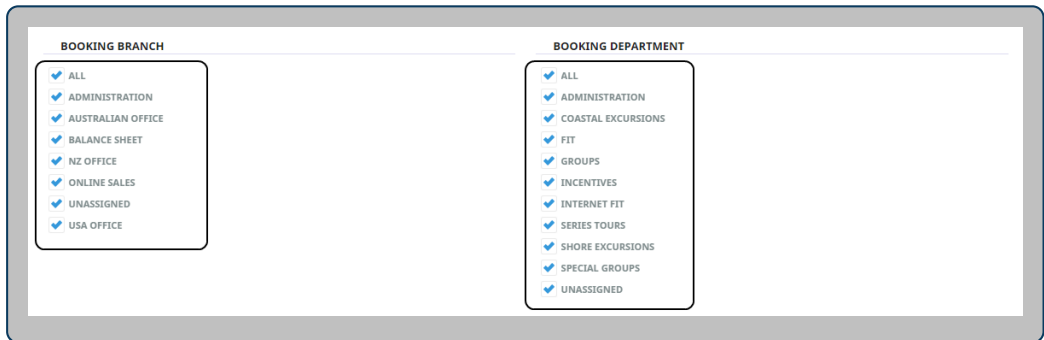 BOOKING BRANCH
ALL
ADMINISTRATION
AUSTRALIAN OFFICE
BALANCE SHEET
NZ OFFICE
ONLINE SALES
UNASSIGNED
USA OFFICE
BOOKING DEPARTMENT
ALL
ADMINISTRATION
COASTAL EXCURSIONS
FIT
GROUPS
INCENTIVES
INTERNET FIT
SERIES TOURS
SHORE EXCURSIONS
SPECIAL GROUPS
UNASSIGNED